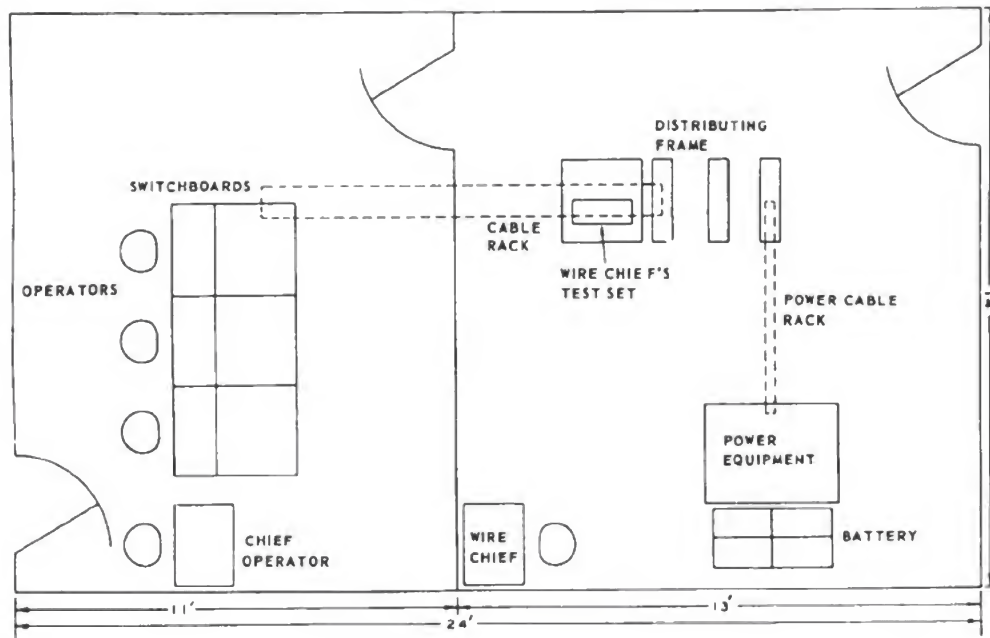 DISTRIBUTING
FRAME
SWITCHBOARDS
CABLE
RACK
WIRE CHIEF'S
TEST SET
OPERATORS
POWER CABLE
RACK
POWER
EQUIPMENT
CHIEF
OPERATOR
WIRE
CHIEF
BATTERY
11'
13'
24'